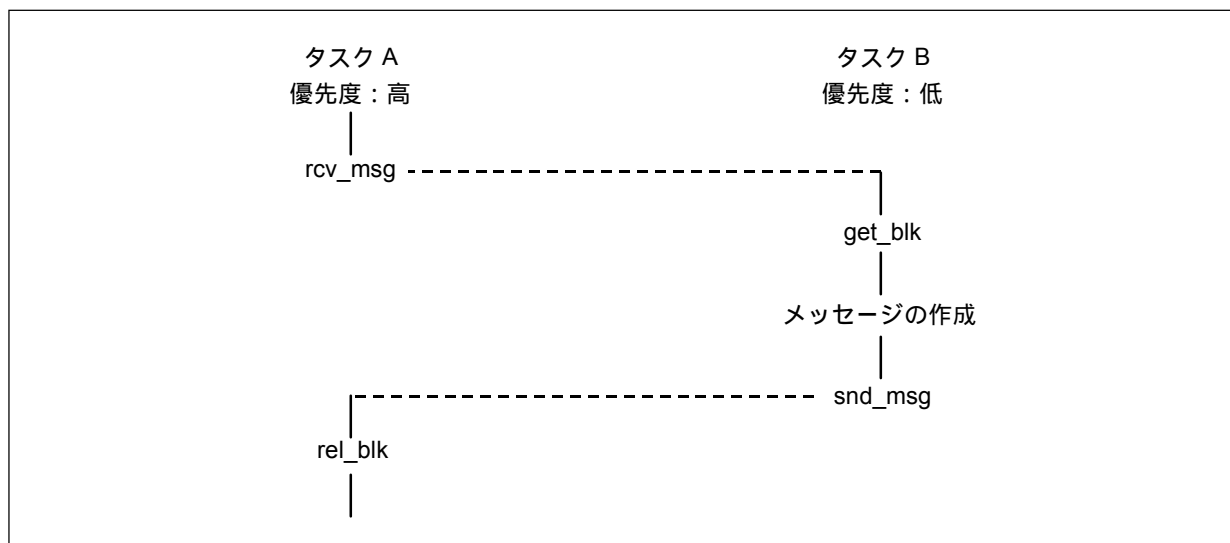 タスク A
優先度：高
タスク B
優先度：低
rcv_msg
get_blk
メッセージの作成
snd_msg
rel_blk